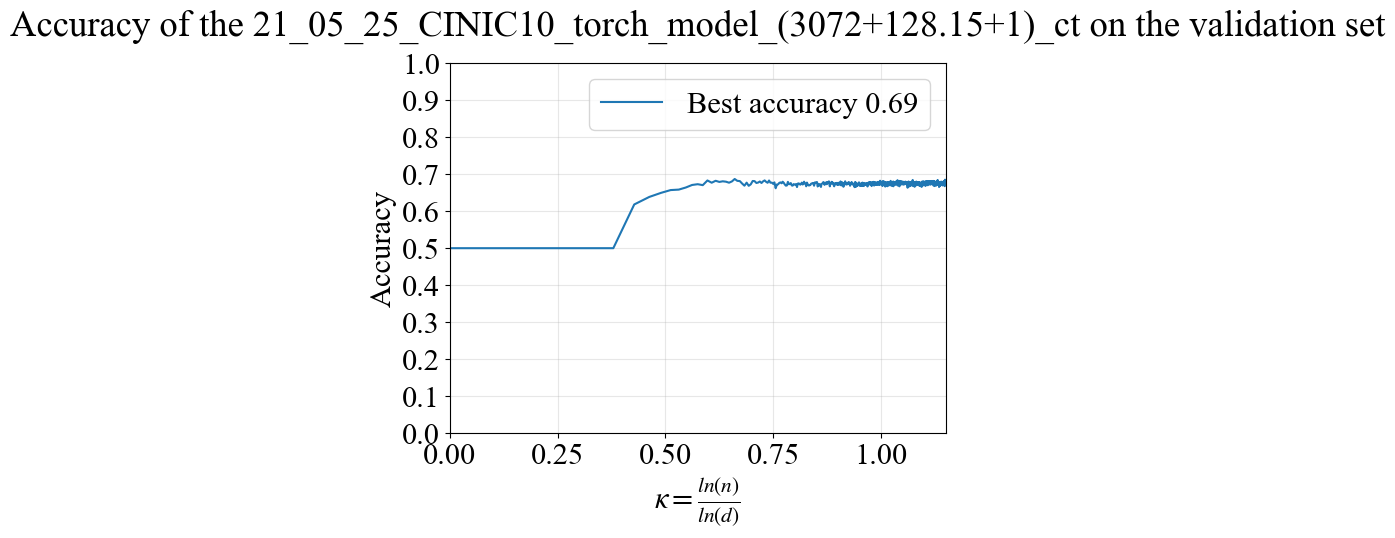 Accuracy of the 21_05_25_CINIC10_torch_model_(3072+128.15+1)_ct on the validation set
Best accuracy 0.69
Accuracy
1.0
0.9
0.8
0.7
0.6
0.5
0.4
0.3
0.2
0.1
0.0
0.00 0.25 0.50 0.75 1.00
κ = ln(n) / ln(d)